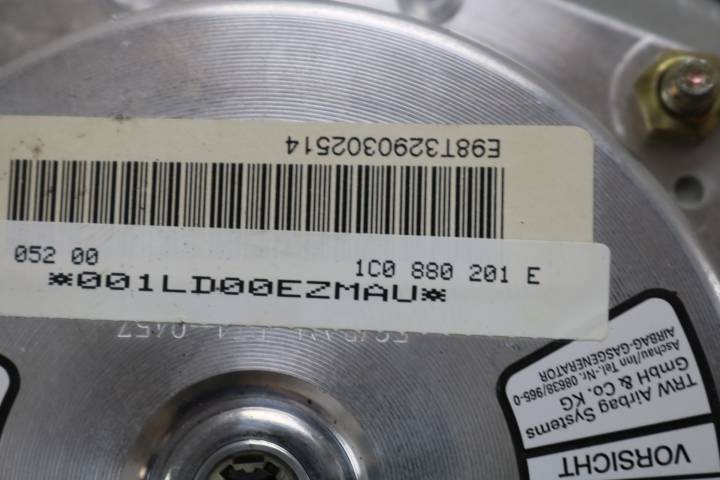 E98T3290302514
052 00 1C0 880 201 E
*001LD00EZMAU*
VORSICHT
TRW Airbag Systems
GmbH & Co. KG
Aschau/Inn Tel.-Nr. 08638/965-0
AIRBAG-GASGENERATOR